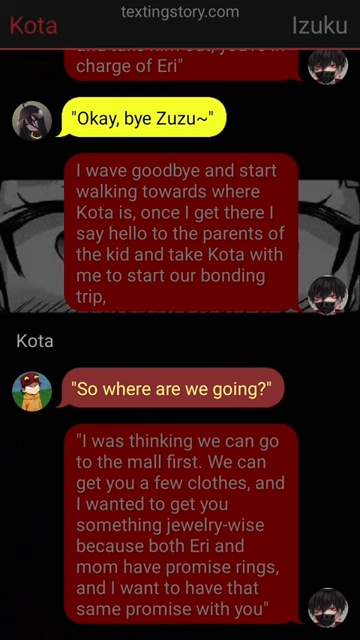 textingstory.com
Kota
Izuku
and take him out, you're in
charge of Eri"
"Okay, bye Zuzu~"
I wave goodbye and start
walking towards where
Kota is, once I get there I
say hello to the parents of
the kid and take Kota with
me to start our bonding
trip,
Kota
"So where are we going?"
"I was thinking we can go
to the mall first. We can
get you a few clothes, and
I wanted to get you
something jewelry-wise
because both Eri and
mom have promise rings,
and I want to have that
same promise with you"